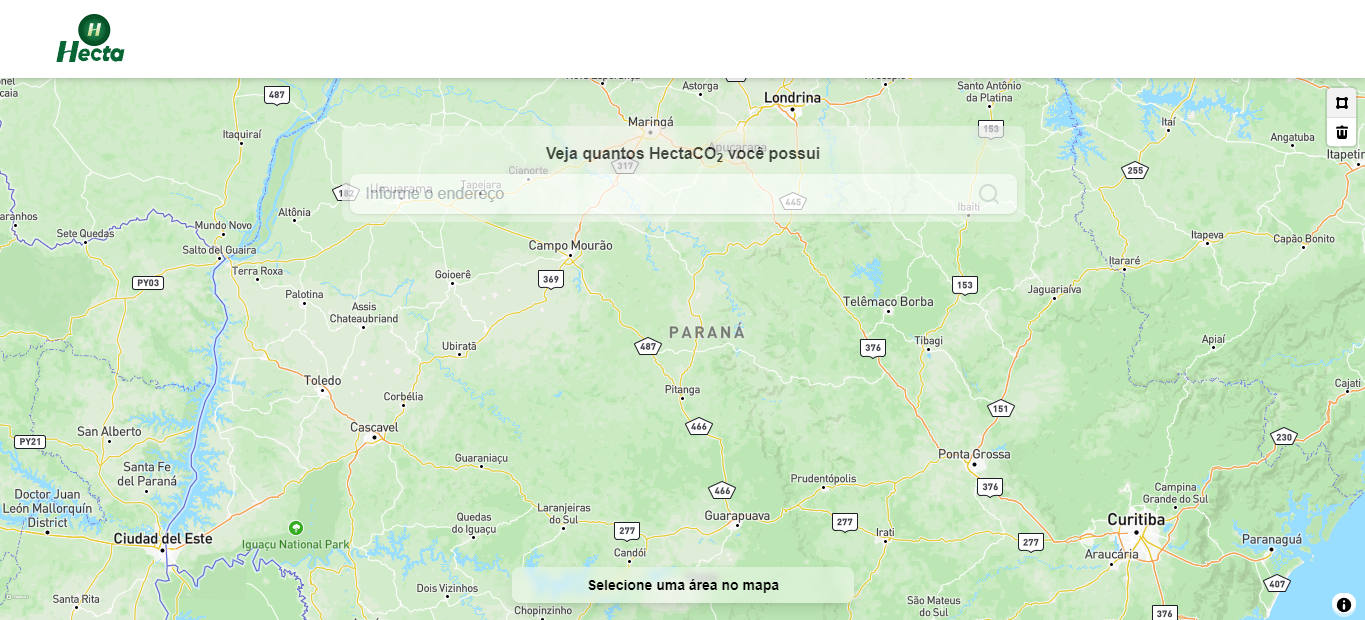 H
Hecta
487
Astorga
Londrina
Santo Antônio
da Platina
Itaquiraí
Maringá
153
Itaí
Angatuba
Apucarana
Veja quantos HectaCO₂ você possui
317
Cianorte
255
182
Umuarama
Tapejara
Informe o endereço
445
Ibaiti
Altônia
Sete Quedas
Mundo Novo
Salto del Guaira
Campo Mourão
Itapeva
Capão Bonito
Itararé
Terra Roxa
Goioerê
PY03
369
153
Palotina
Assis
Chateaubriand
Telêmaco Borba
Jaguariaíva
PARANÁ
487
376
Tibagi
Apiaí
Ubiratã
Toledo
Pitanga
Cajati
Corbélia
151
Cascavel
466
San Alberto
PY21
230
Guaraniaçu
Ponta Grossa
Santa Fe
del Paraná
Prudentópolis
376
466
Doctor Juan
León Mallorquín
District
Campina
Grande do Sul
Laranjeiras
do Sul
Quedas
do Iguaçu
Guarapuava
277
277
Irati
277
Curitiba
Paranaguá
Ciudad del Este
Iguaçu National Park
Candói
Araucária
Selecione uma área no mapa
407
Dois Vizinhos
Santa Rita
São Mateus
do Sul
Chopinzinho
376